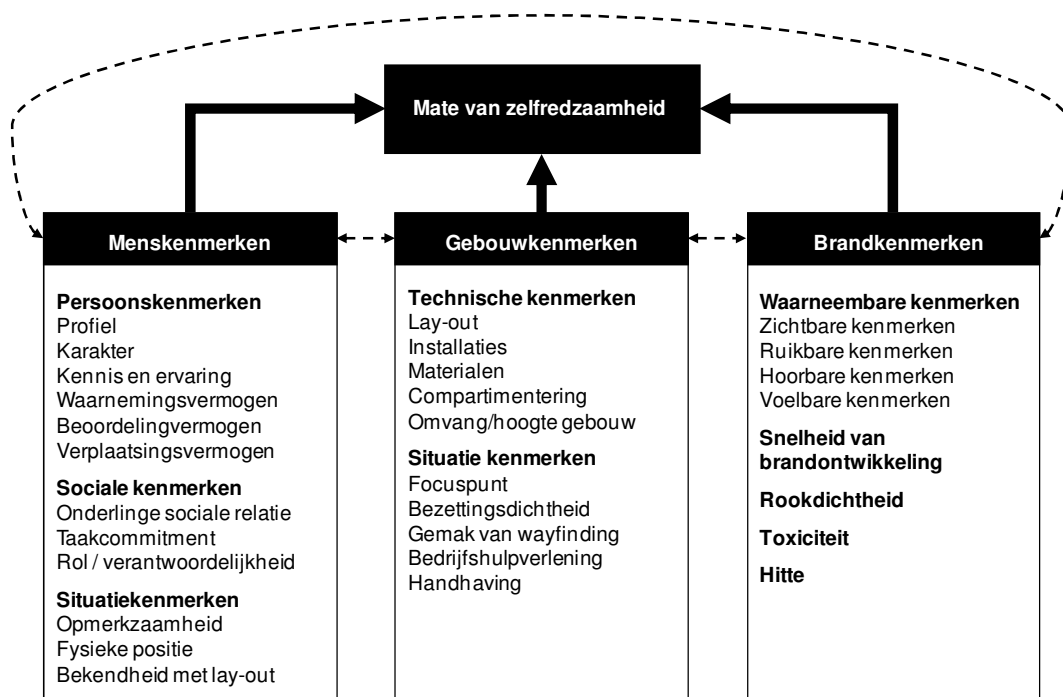 Mate van zelfredzaamheid
Menskenmerken
Persoonskenmerken
Profiel
Karakter
Kennis en ervaring
Waarnemingsvermogen
Beoordelingvermogen
Verplaatsingsvermogen
Sociale kenmerken
Onderlinge sociale relatie
Taakcommitment
Rol / verantwoordelijkheid
Situatiekenmerken
Opmerkzaamheid
Fysieke positie
Bekendheid met lay-out
Gebouwkenmerken
Technische kenmerken
Lay-out
Installaties
Materialen
Compartimentering
Omvang/hoogte gebouw
Situatie kenmerken
Focuspunt
Bezettingsdichtheid
Gemak van wayfinding
Bedrijfshulpverlening
Handhaving
Brandkenmerken
Waarneembare kenmerken
Zichtbare kenmerken
Ruikbare kenmerken
Hoorbare kenmerken
Voelbare kenmerken
Snelheid van
brandontwikkeling
Rookdichtheid
Toxiciteit
Hitte